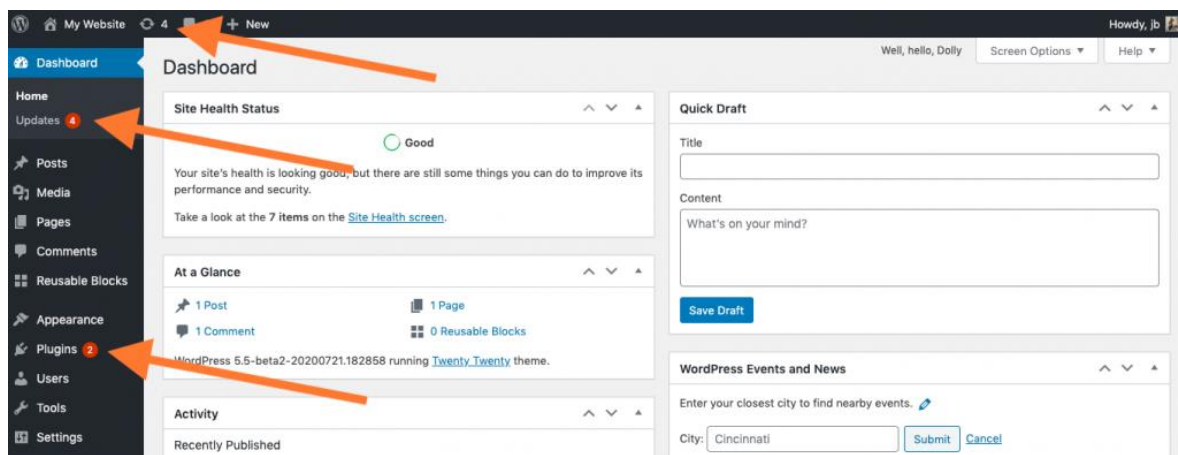 My Website 4 New
Howdy, jb
Dashboard
Home
Updates 4
Posts
Media
Pages
Comments
Reusable Blocks
Appearance
Plugins 2
Users
Tools
Settings
Well, hello, Dolly
Screen Options ▼
Help ▼
Dashboard
Site Health Status
Good
Your site's health is looking good, but there are still some things you can do to improve its
performance and security.
Take a look at the 7 items on the Site Health screen.
At a Glance
1 Post
1 Page
1 Comment
0 Reusable Blocks
WordPress 5.5-beta2-20200721.182858 running Twenty Twenty theme.
Activity
Recently Published
Quick Draft
Title
Content
What's on your mind?
Save Draft
WordPress Events and News
Enter your closest city to find nearby events.
City: Cincinnati Submit Cancel